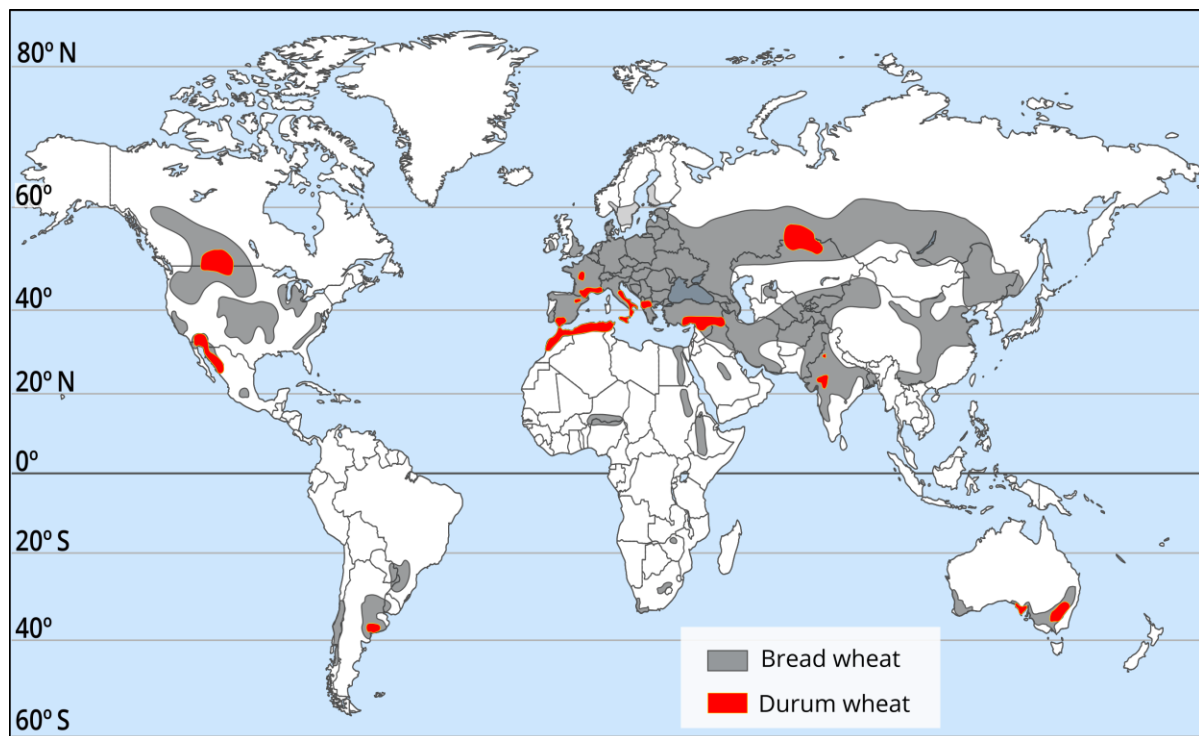 80º N
60º
40º
20º N
0º
20º S
40º
60º S
Bread wheat
Durum wheat